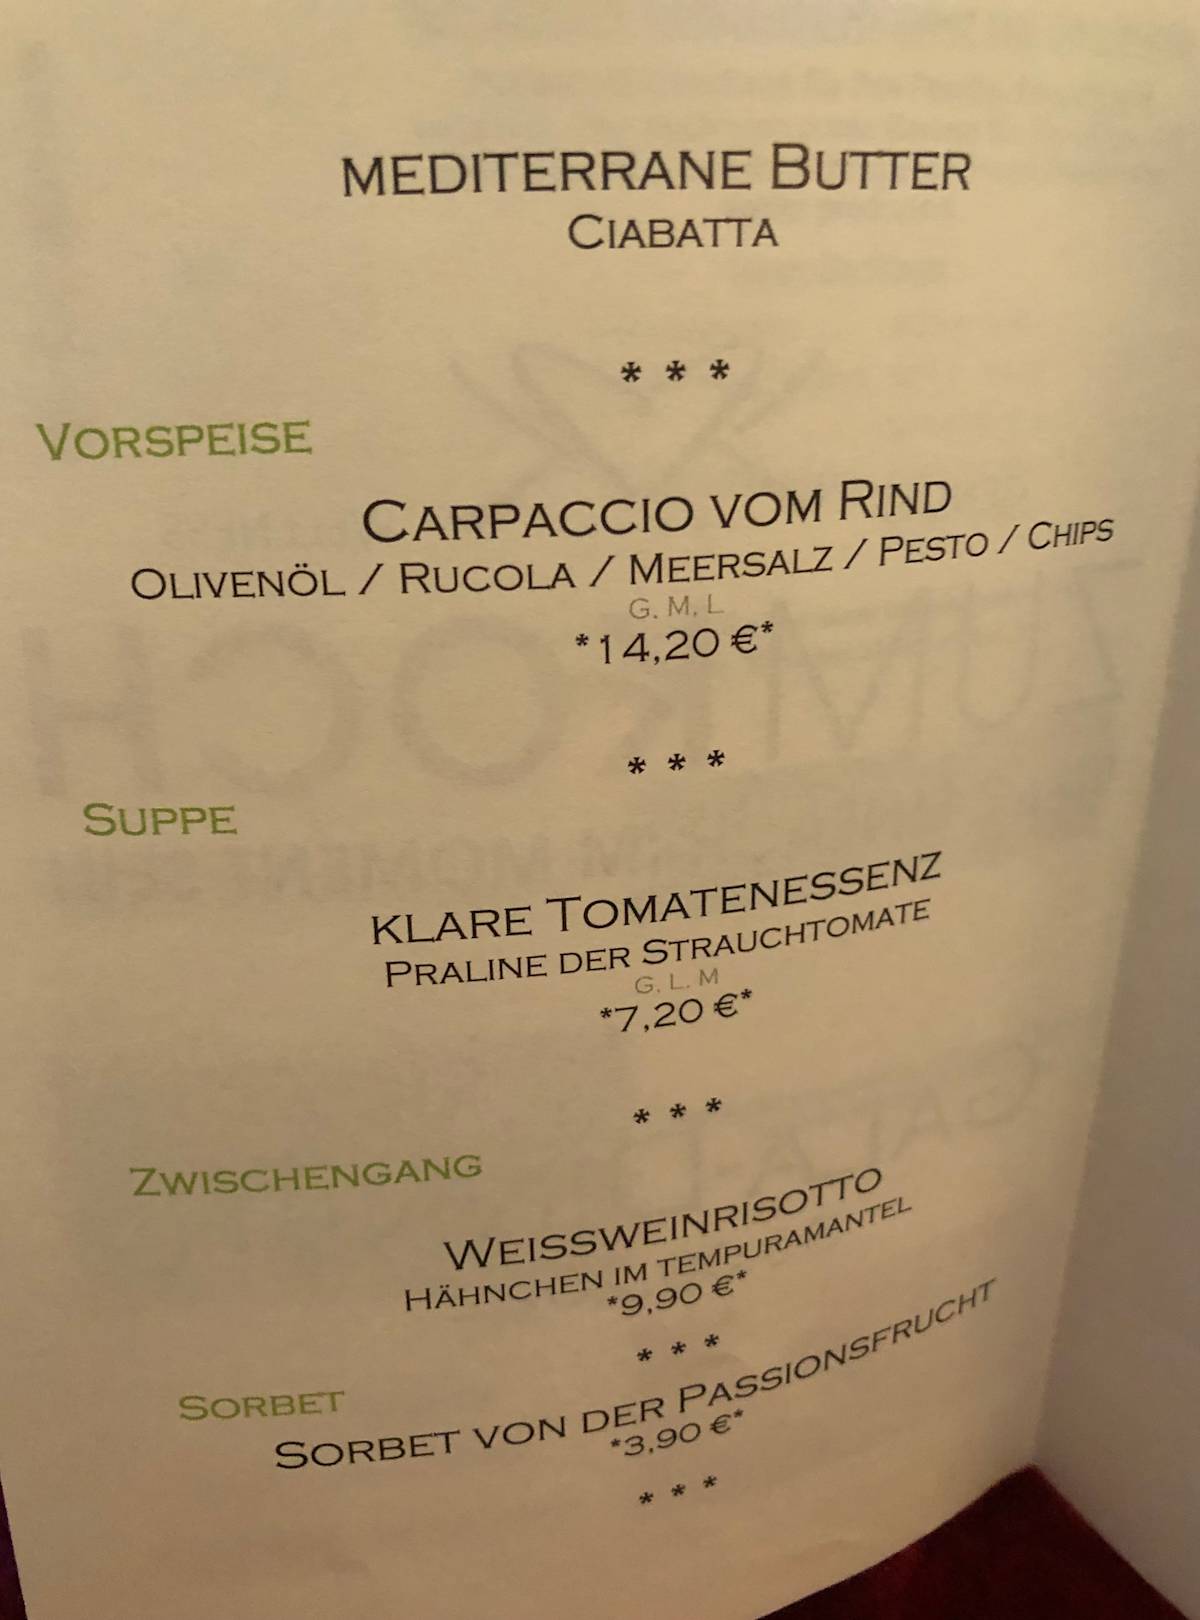 MEDITERRANE BUTTER
CIABATTA
* * *
VORSPEISE
CARPACCIO VOM RIND
OLIVENÖL / RUCOLA / MEERSALZ / PESTO / CHIPS
G, M, L
*14,20 €*
* * *
SUPPE
KLARE TOMATENESSENZ
PRALINE DER STRAUCHTOMATE
G, L, M
*7,20 €*
* * *
ZWISCHENGANG
WEISSWEINRISOTTO
HÄHNCHEN IM TEMPURAMANTEL
*9,90 €*
* * *
SORBET
SORBET VON DER PASSIONSFRUCHT
*3,90 €*
* * *